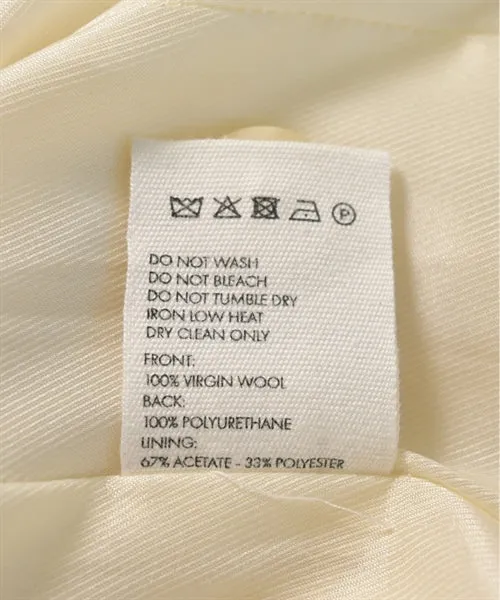 P
DO NOT WASH
DO NOT BLEACH
DO NOT TUMBLE DRY
IRON LOW HEAT
DRY CLEAN ONLY
FRONT:
100% VIRGIN WOOL
BACK:
100% POLYURETHANE
LINING:
67% ACETATE - 33% POLYESTER